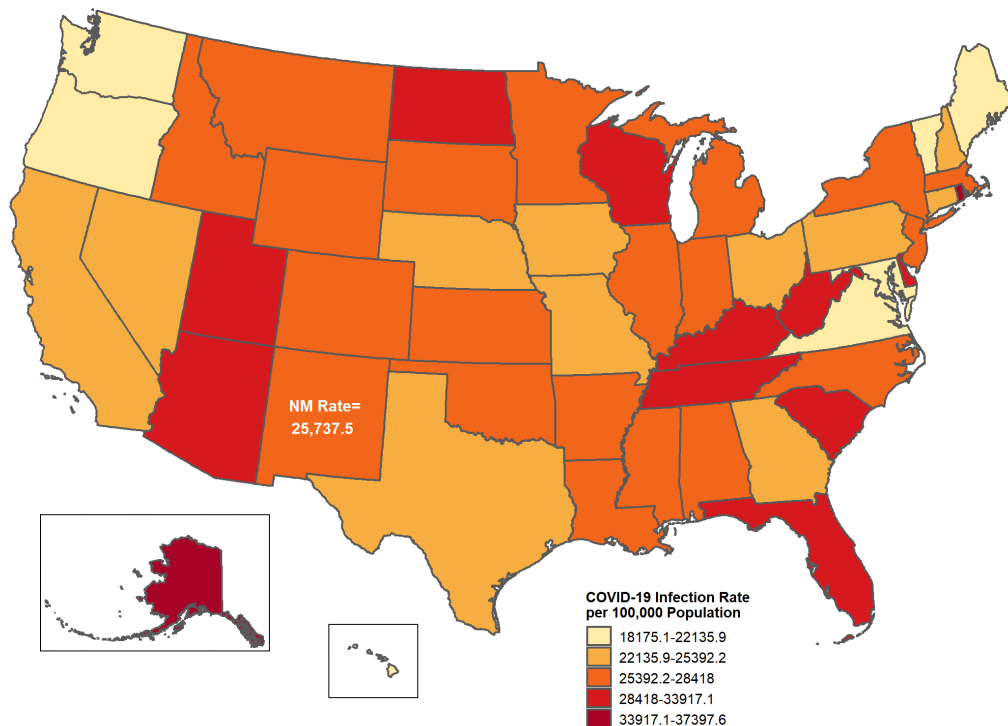 NM Rate=
25,737.5
COVID-19 Infection Rate
per 100,000 Population
18175.1-22135.9
22135.9-25392.2
25392.2-28418
28418-33917.1
33917.1-37397.6